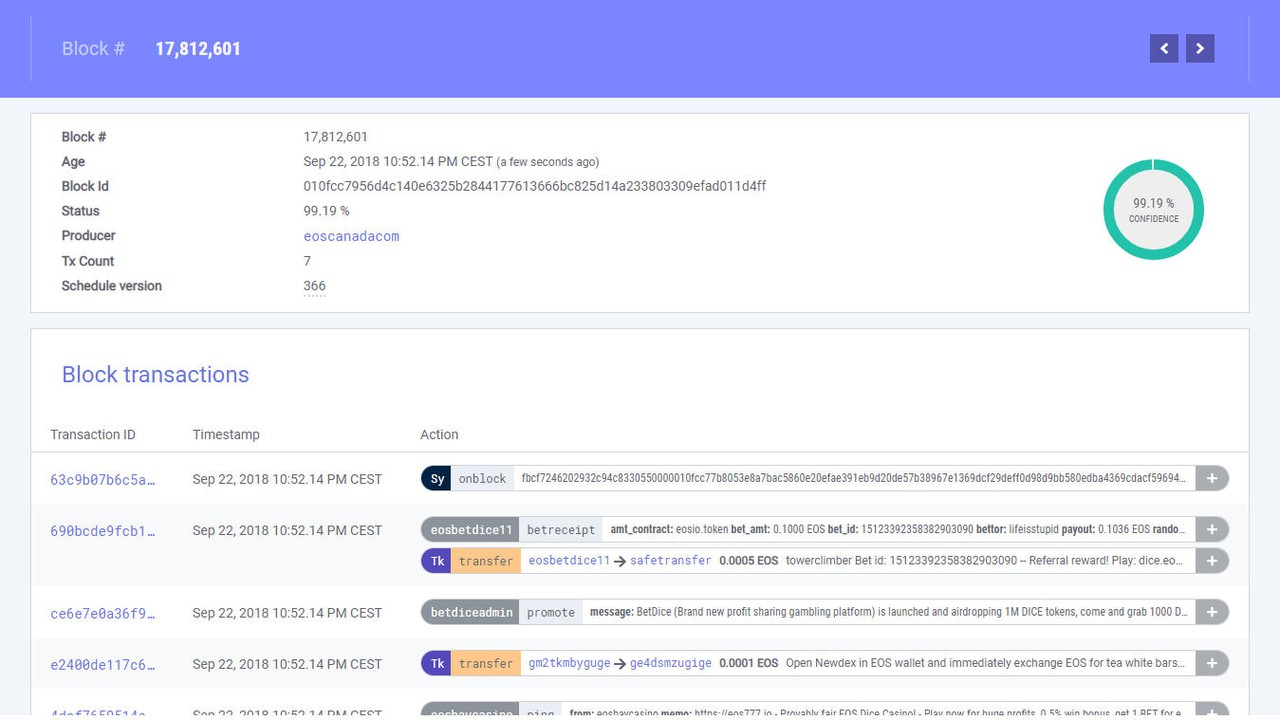 Block # 17,812,601
Block # 17,812,601
Age Sep 22, 2018 10:52.14 PM CEST (a few seconds ago)
Block Id 010fcc7956d4c140e6325b2844177613666bc825d14a233803309efad011d4ff
Status 99.19 %
Producer eoscanadacom
Tx Count 7
Schedule version 366
99.19 %
CONFIDENCE
Block transactions
Transaction ID Timestamp Action
63c9b07b6c5a… Sep 22, 2018 10:52.14 PM CEST Sy onblock fbcf7246202932c94c8330550000010fcc77b8053e8a7bac5860e20efae391eb9d20de57b38967e1369dcf29deff0d98d9bb580edba4369cdacf59694… +
690bcde9fcb1… Sep 22, 2018 10:52.14 PM CEST eosbetdice11 betreceipt amt_contract: eosio.token bet_amt: 0.1000 EOS bet_id: 15123392358382903090 bettor: lifeisstupid payout: 0.1036 EOS rando… +
Tk transfer eosbetdice11 → safetransfer 0.0005 EOS towerclimber Bet id: 15123392358382903090 -- Referral reward! Play: dice.eo… +
ce6e7e0a36f9… Sep 22, 2018 10:52.14 PM CEST betdiceadmin promote message: BetDice (Brand new profit sharing gambling platform) is launched and airdropping 1M DICE tokens, come and grab 1000 D… +
e2400de117c6… Sep 22, 2018 10:52.14 PM CEST Tk transfer gm2tkmbyguge → ge4dsmzugige 0.0001 EOS Open Newdex in EOS wallet and immediately exchange EOS for tea white bars… +
Sep 22, 2018 10:52.14 PM CEST eosbaycasino ping from: eosbaycasino memo: https://eos777.io - Provably fair EOS Dice Casino! - Play now for huge profits, 0.5% win bonus, get 1 BET for e